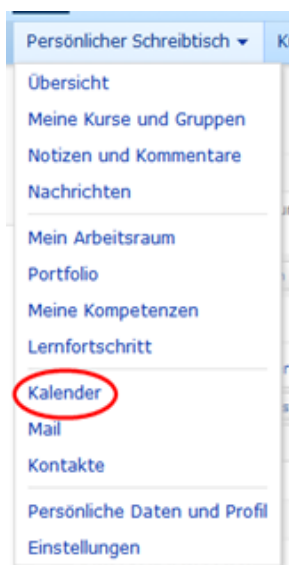 Persönlicher Schreibtisch
Übersicht
Meine Kurse und Gruppen
Notizen und Kommentare
Nachrichten
Mein Arbeitsraum
Portfolio
Meine Kompetenzen
Lernfortschritt
Kalender
Mail
Kontakte
Persönliche Daten und Profil
Einstellungen